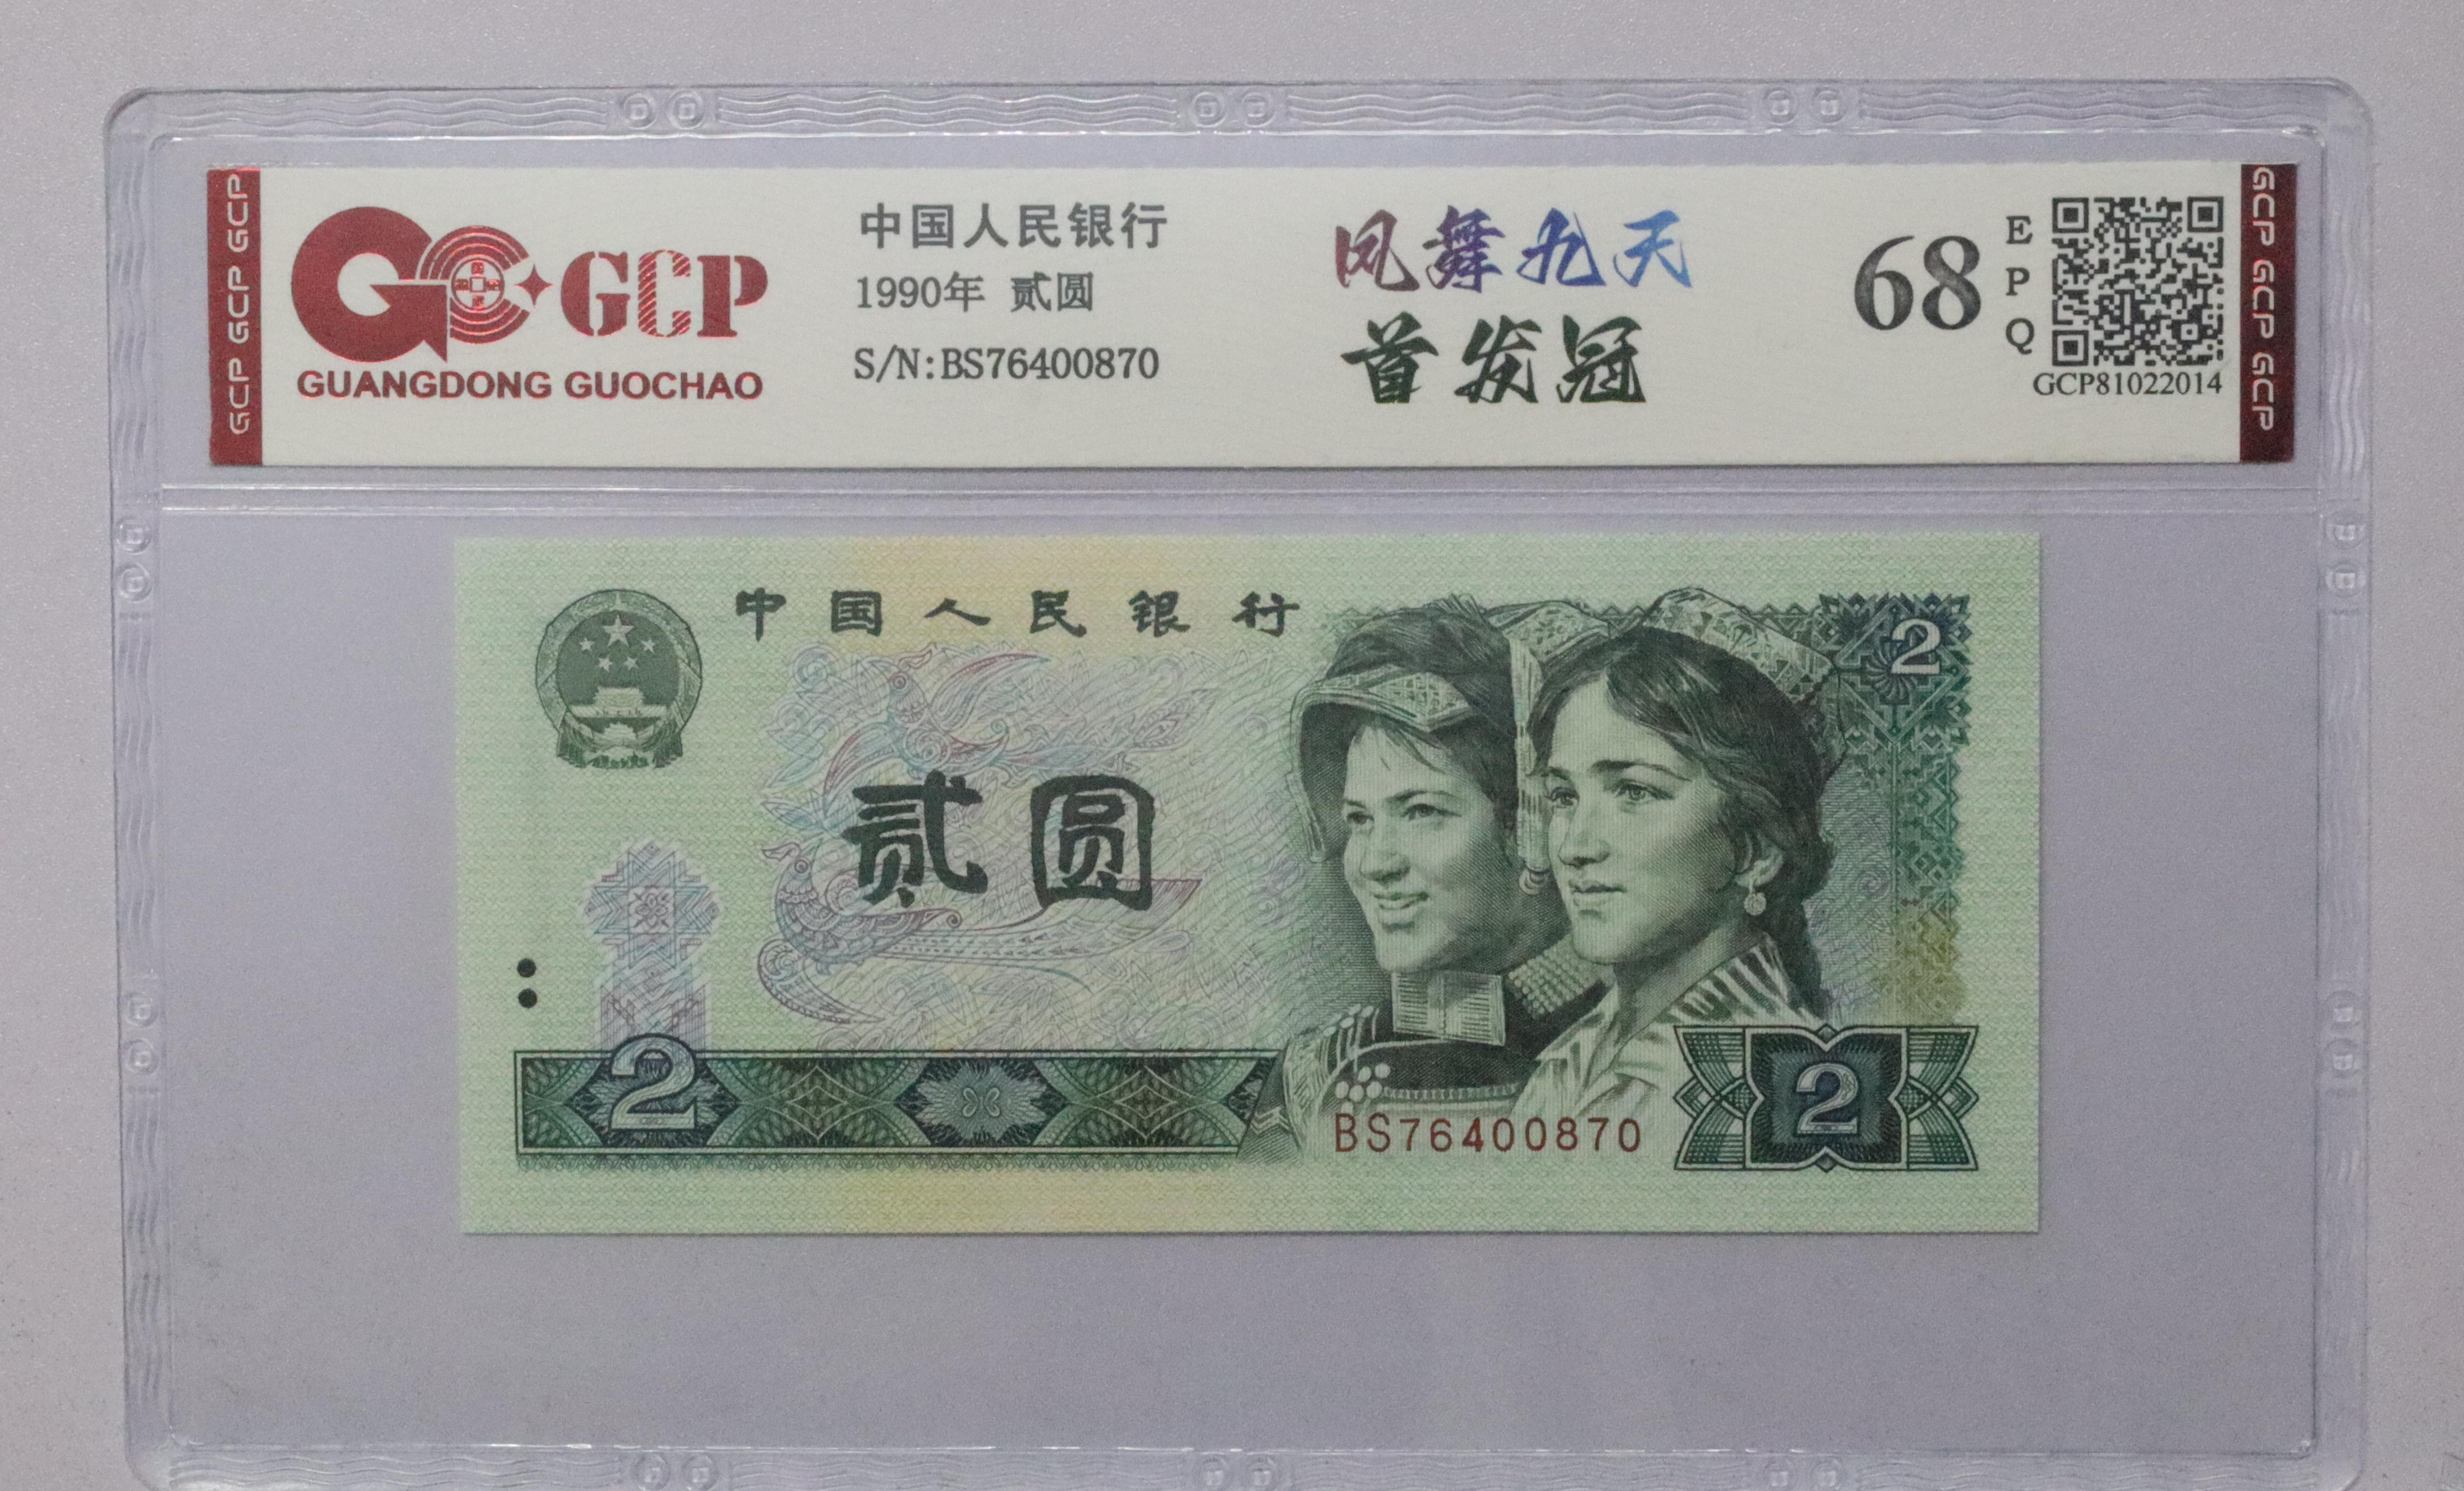 GCP GCP GCP
GCP
GUANGDONG GUOCHAO
中国人民银行
1990年 贰圆
S/N:BS76400870
凤舞九天
首发冠
68
EPQ
GCP81022014
GCP GCP GCP
中国人民银行
2
贰圆
2
BS76400870
2